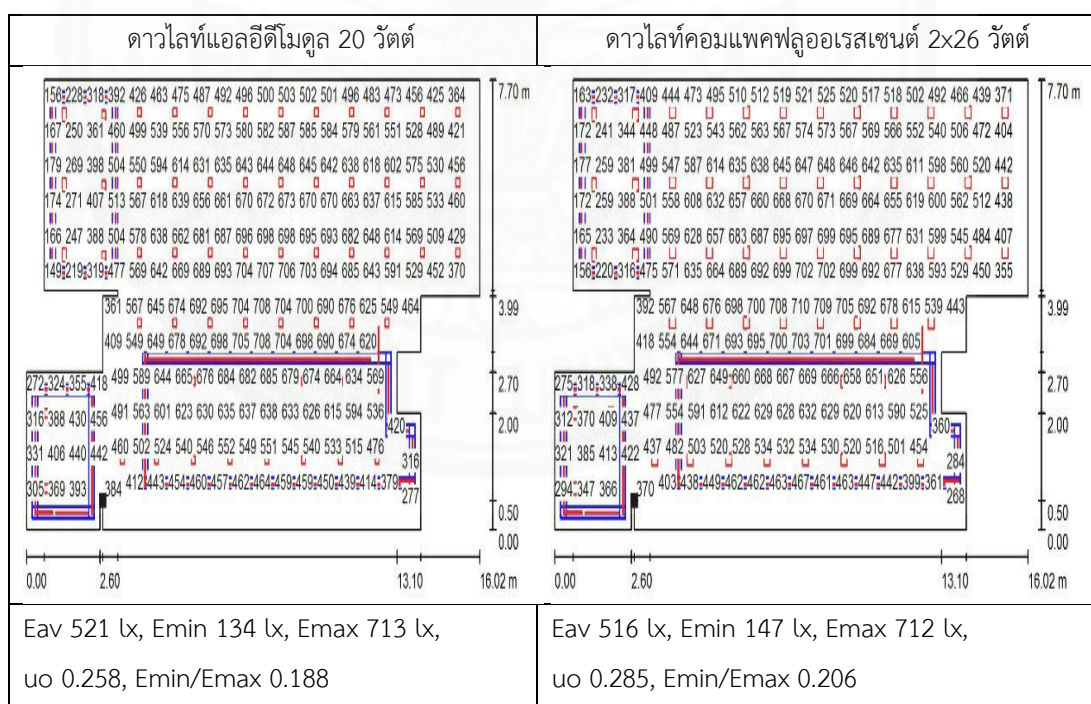 ดาวไลท์แอลอีดีโมดูล 20 วัตต์
ดาวไลท์คอมแพคฟลูออเรสเซนต์ 2x26 วัตต์
156 228 318 392 426 463 475 487 492 496 500 503 502 501 496 483 473 456 425 364
7.70 m
167 250 361 460 499 539 556 570 573 580 582 587 585 584 579 561 551 528 489 421
179 269 398 504 550 594 614 631 635 643 644 648 645 642 638 618 602 575 530 456
174 271 407 513 567 618 639 656 661 670 672 673 670 670 663 637 615 585 533 460
166 247 388 504 578 638 662 681 687 696 698 698 695 693 682 648 614 569 509 429
149 219 319 477 569 642 669 689 693 704 707 706 703 694 685 643 591 529 452 370
361 567 645 674 692 695 704 708 704 700 690 676 625 549 464
3.99
409 549 649 678 692 698 705 708 704 698 690 674 620
272 324 355 418 499 589 644 665 676 684 682 685 679 674 664 634 569
2.70
316 388 430 456 491 563 601 623 630 635 637 638 633 626 615 594 536
420
2.00
331 406 440 442 460 502 524 540 546 552 549 551 545 540 533 515 476
316
305 369 393 384 412 443 454 460 457 462 464 459 459 450 439 414 379
277
0.50
0.00
0.00 2.60 13.10 16.02 m
163 232 317 409 444 473 495 510 512 519 521 525 520 517 518 502 492 466 439 371
7.70 m
172 241 344 448 487 523 543 562 563 567 574 573 567 569 566 552 540 506 472 404
177 259 381 499 547 587 614 635 638 645 647 648 646 642 635 611 598 560 520 442
172 259 388 501 558 608 632 657 660 668 670 671 669 664 655 619 600 562 512 438
165 233 364 490 569 628 657 683 687 695 697 699 695 689 677 631 599 545 484 407
156 220 316 475 571 635 664 689 692 699 702 702 699 692 677 638 593 529 450 355
392 567 648 676 698 700 708 710 709 705 692 678 615 539 443
3.99
418 554 644 671 693 695 700 703 701 699 684 669 605
275 318 338 428 492 577 627 649 660 668 667 669 666 658 651 628 556
2.70
312 370 409 437 477 554 591 612 622 629 628 632 629 620 613 590 525
360
2.00
321 385 413 422 437 482 503 520 528 534 532 534 530 520 516 501 454
284
294 347 366 370 403 438 449 462 462 463 467 461 463 447 442 399 361
268
0.50
0.00
0.00 2.60 13.10 16.02 m
Eav 521 lx, Emin 134 lx, Emax 713 lx,
uo 0.258, Emin/Emax 0.188
Eav 516 lx, Emin 147 lx, Emax 712 lx,
uo 0.285, Emin/Emax 0.206